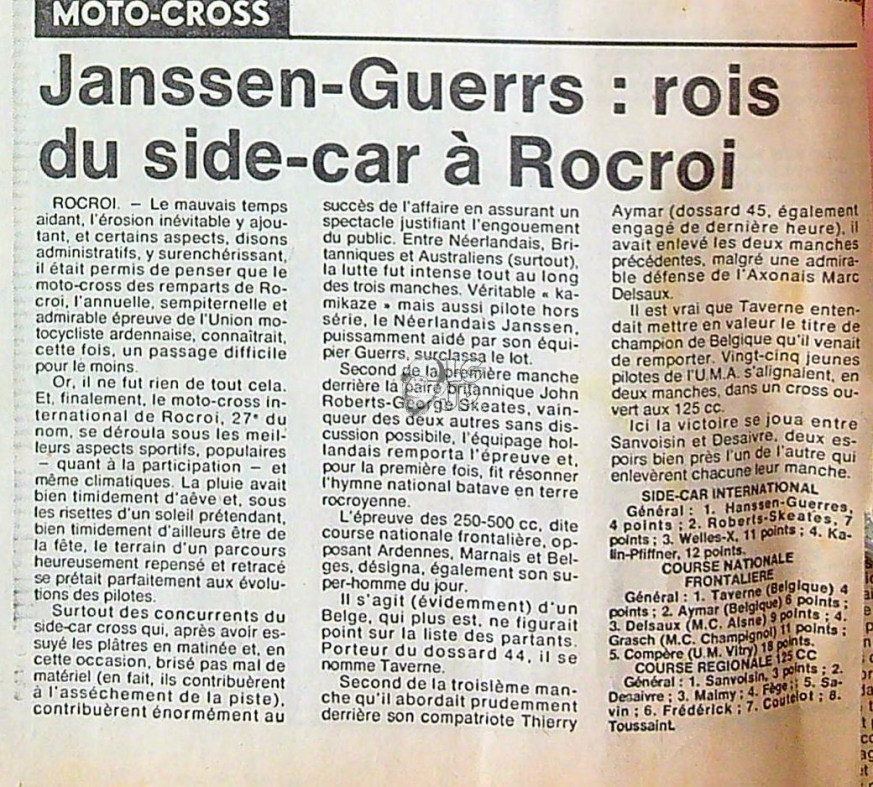 MOTO-CROSS
Janssen-Guerrs : rois
du side-car à Rocroi
ROCROI. — Le mauvais temps
aidant, l'érosion inévitable y ajou-
tant, et certains aspects, disons
administratifs, y surenchérissant,
il était permis de penser que le
moto-cross des remparts de Ro-
croi, l'annuelle, sempiternelle et
admirable épreuve de l'Union mo-
tocycliste ardennaise, connaîtrait,
cette fois, un passage difficile
pour le moins.
Or, il ne fut rien de tout cela.
Et, finalement, le moto-cross in-
ternational de Rocroi, 27e du
nom, se déroula sous les meil-
leurs aspects sportifs, populaires
— quant à la participation — et
même climatiques. La pluie avait
bien timidement d'aêve et, sous
les risettes d'un soleil prétendant,
bien timidement d'ailleurs être de
la fête, le terrain d'un parcours
heureusement repensé et retracé
se prêtait parfaitement aux évolu-
tions des pilotes.
Surtout des concurrents du
side-car cross qui, après avoir es-
suyé les plâtres en matinée et, en
cette occasion, brisé pas mal de
matériel (en fait, ils contribuèrent
à l'asséchement de la piste),
contribuèrent énormément au
succès de l'affaire en assurant un
spectacle justifiant l'engouement
du public. Entre Néerlandais, Bri-
tanniques et Australiens (surtout),
la lutte fut intense tout au long
des trois manches. Véritable « ka-
mikaze » mais aussi pilote hors
série, le Néerlandais Janssen,
puissamment aidé par son équi-
pier Guerrs, surclassa le lot.
Second de la première manche
derrière la paire britannique John
Roberts-George Skeates, vain-
queur des deux autres sans dis-
cussion possible, l'équipage hol-
landais remporta l'épreuve et,
pour la première fois, fit résonner
l'hymne national batave en terre
rocroyenne.
L'épreuve des 250-500 cc, dite
course nationale frontalière, op-
posant Ardennes, Marnais et Bel-
ges, désigna, également son su-
per-homme du jour.
Il s'agit (évidemment) d'un
Belge, qui plus est, ne figurait
point sur la liste des partants.
Porteur du dossard 44, il se
nomme Taverne.
Second de la troisième man-
che qu'il abordait prudemment
derrière son compatriote Thierry
Aymar (dossard 45, également
engagé de dernière heure), il
avait enlevé les deux manches
précédentes, malgré une admira-
ble défense de l'Axonais Marc
Delsaux.
Il est vrai que Taverne enten-
dait mettre en valeur le titre de
champion de Belgique qu'il venait
de remporter. Vingt-cinq jeunes
pilotes de l'U.M.A. s'alignaient, en
deux manches, dans un cross ou-
vert aux 125 cc.
Ici la victoire se joua entre
Sanvoisin et Desaivre, deux es-
poirs bien près l'un de l'autre qui
enlevèrent chacune leur manche.
SIDE-CAR INTERNATIONAL
Général : 1. Hanssen-Guerres,
4 points ; 2. Roberts-Skeates, 7
points ; 3. Welles-X, 11 points ; 4. Ka-
lin-Pfiffner, 12 points.
COURSE NATIONALE
FRONTALIERE
Général : 1. Taverne (Belgique) 4
points ; 2. Aymar (Belgique) 6 points ;
3. Delsaux (M.C. Aisne) 9 points ; 4.
Grasch (M.C. Champignol) 11 points ;
5. Compère (U.M. Vitry) 18 points.
COURSE REGIONALE 125 CC
Général : 1. Sanvoisin, 3 points ; 2.
Desaivre ; 3. Malmy ; 4. Fège ; 5. Sa-
vin ; 6. Frédérick ; 7. Coutelot ; 8.
Toussaint.